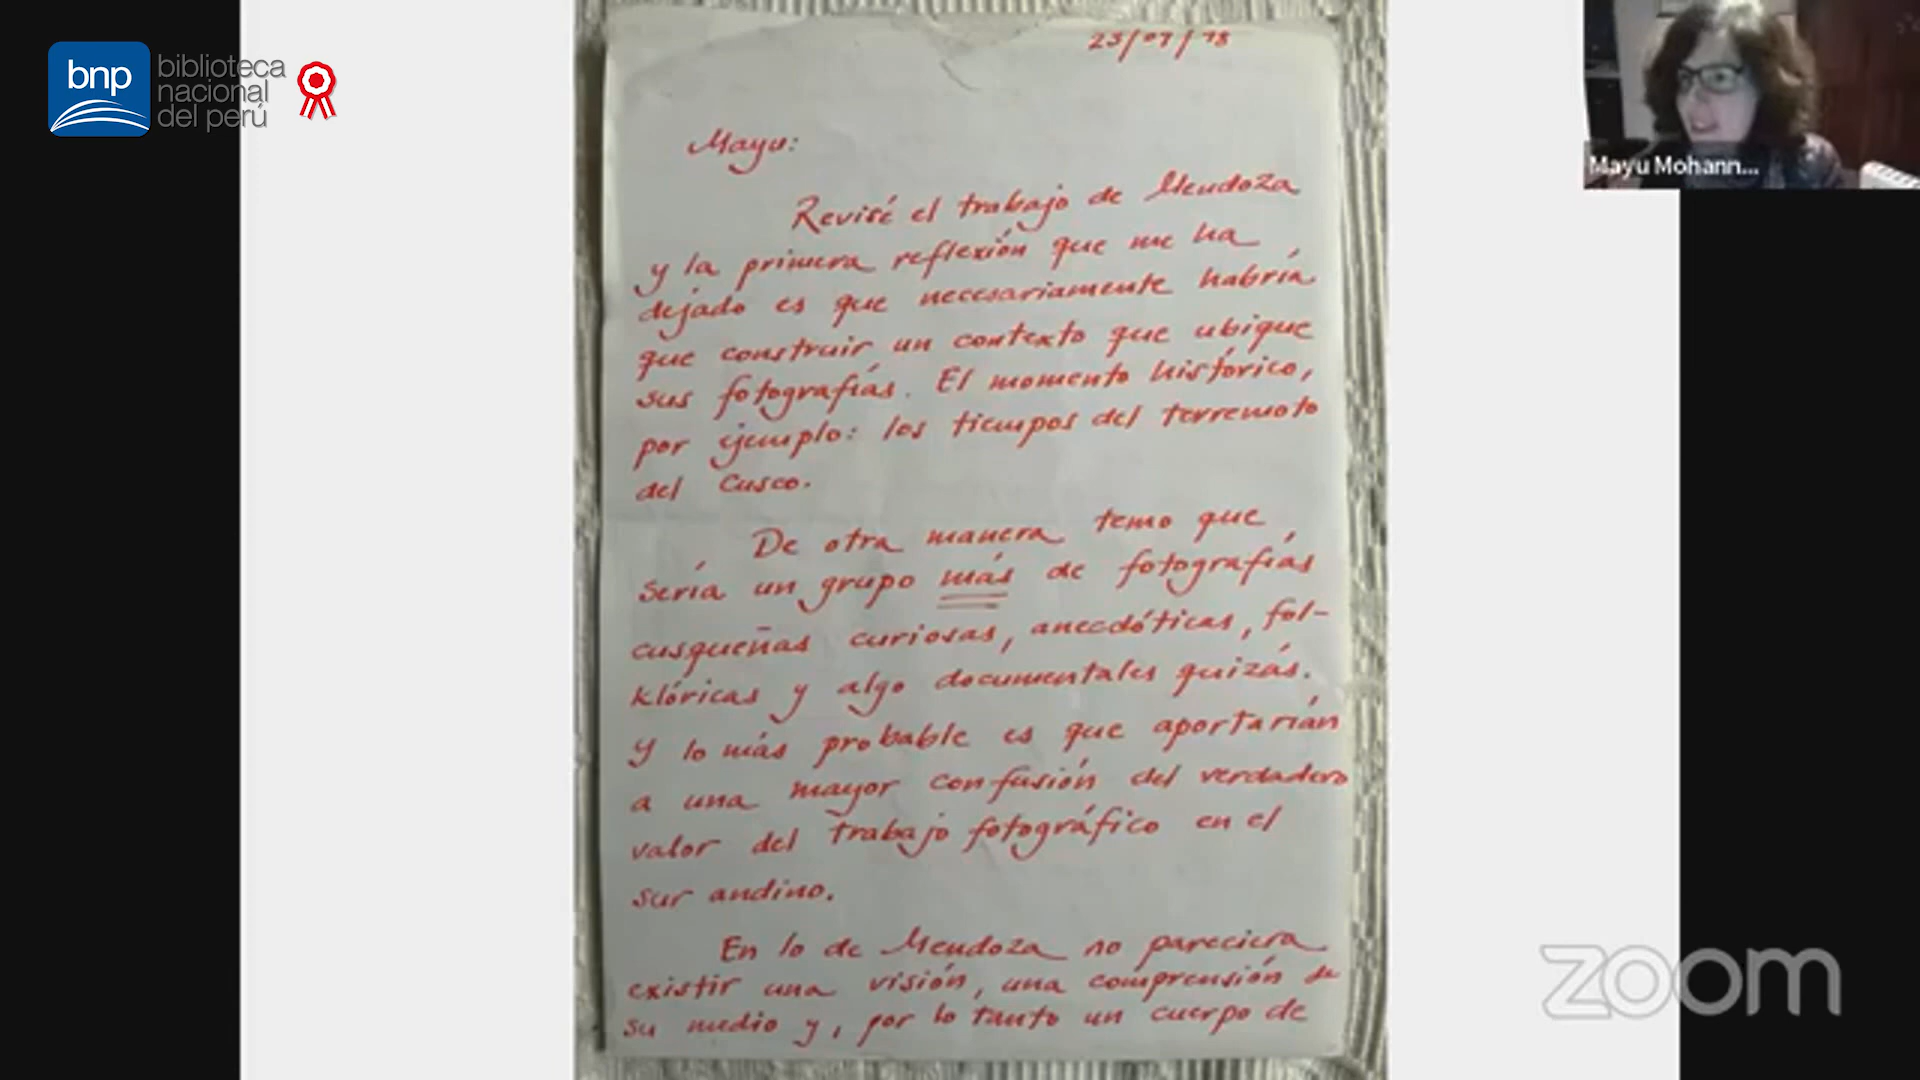 bnp
biblioteca
nacional
del perú
Mayu Mohann...
Mayu:
Revisé el trabajo de Mendoza
y la primera reflexión que me ha
dejado es que necesariamente habría
que construir un contexto que ubique
sus fotografías. El momento histórico,
por ejemplo: los tiempos del terremoto
del Cusco.
De otra manera temo que
sería un grupo más de fotografías
cusqueñas curiosas, anecdóticas, fol-
klóricas y algo documentales quizás.
Y lo más probable es que aportarián
a una mayor confusión del verdadero
valor del trabajo fotográfico en el
sur andino.
En lo de Mendoza no pareciera
existir una visión, una comprensión de
su medio y, por lo tanto un cuerpo de
zoom